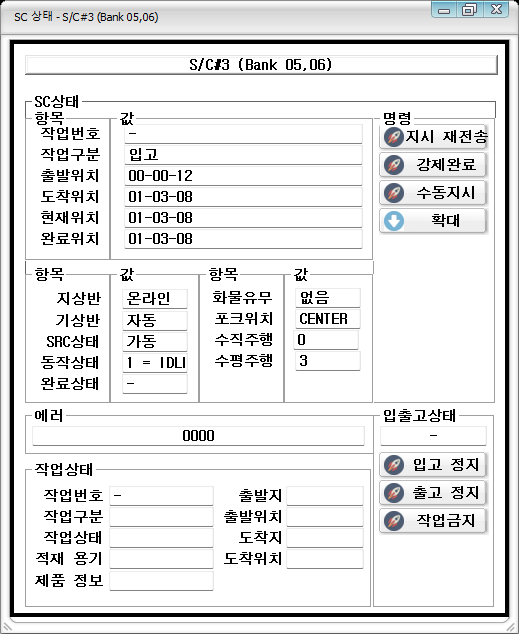 SC 상태 - S/C#3 (Bank 05,06)
S/C#3 (Bank 05,06)
SC상태
항목 값 명령
작업번호 -
작업구분 입고
출발위치 00-00-12
도착위치 01-03-08
현재위치 01-03-08
완료위치 01-03-08
지시 재전송
강제완료
수동지시
확대
항목 값 항목 값
지상반 온라인 화물유무 없음
기상반 자동 포크위치 CENTER
SRC상태 가동 수직주행 0
동작상태 1 = IDLI 수평주행 3
완료상태 -
에러
0000
입출고상태
-
입고 정지
출고 정지
작업금지
작업상태
작업번호 - 출발지
작업구분 출발위치
작업상태 도착지
적재 용기 도착위치
제품 정보